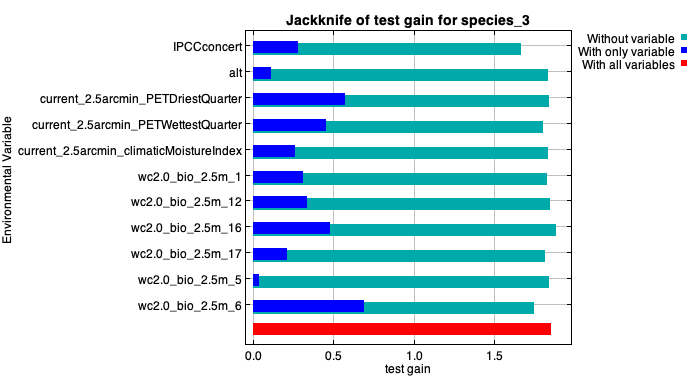 Jackknife of test gain for species_3
Without variable
With only variable
With all variables
Environmental Variable
IPCCconcert
alt
current_2.5arcmin_PETDriestQuarter
current_2.5arcmin_PETWettestQuarter
current_2.5arcmin_climaticMoistureIndex
wc2.0_bio_2.5m_1
wc2.0_bio_2.5m_12
wc2.0_bio_2.5m_16
wc2.0_bio_2.5m_17
wc2.0_bio_2.5m_5
wc2.0_bio_2.5m_6
0.0 0.5 1.0 1.5
test gain